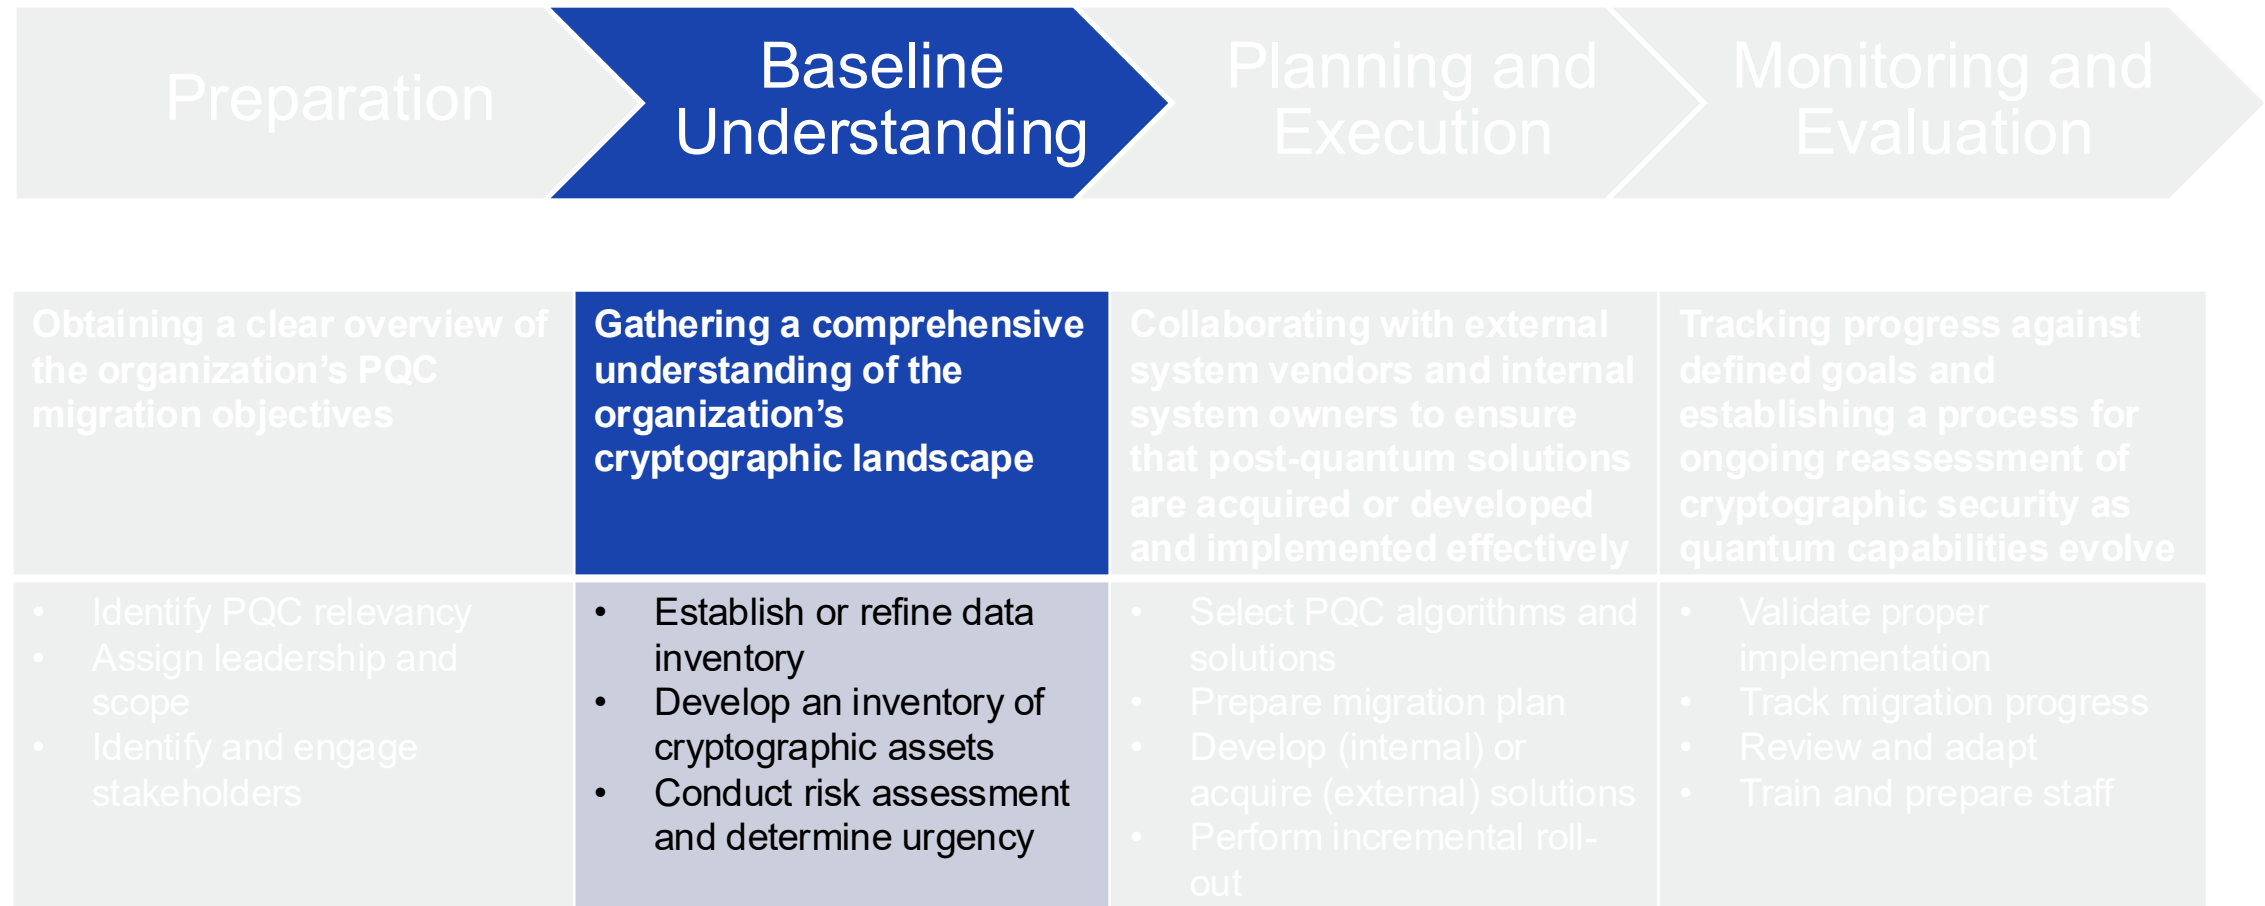 Preparation
Baseline
Understanding
Planning and
Execution
Monitoring and
Evaluation
Obtaining a clear overview of
the organization’s PQC
migration objectives
Gathering a comprehensive
understanding of the
organization’s
cryptographic landscape
Collaborating with external
system vendors and internal
system owners to ensure
that post-quantum solutions
are acquired or developed
and implemented effectively
Tracking progress against
defined goals and
establishing a process for
ongoing reassessment of
cryptographic security as
quantum capabilities evolve
• Identify PQC relevancy
• Assign leadership and
scope
• Identify and engage
stakeholders
• Establish or refine data
inventory
• Develop an inventory of
cryptographic assets
• Conduct risk assessment
and determine urgency
• Select PQC algorithms and
solutions
• Prepare migration plan
• Develop (internal) or
acquire (external) solutions
• Perform incremental roll-
out
• Validate proper
implementation
• Track migration progress
• Review and adapt
• Train and prepare staff